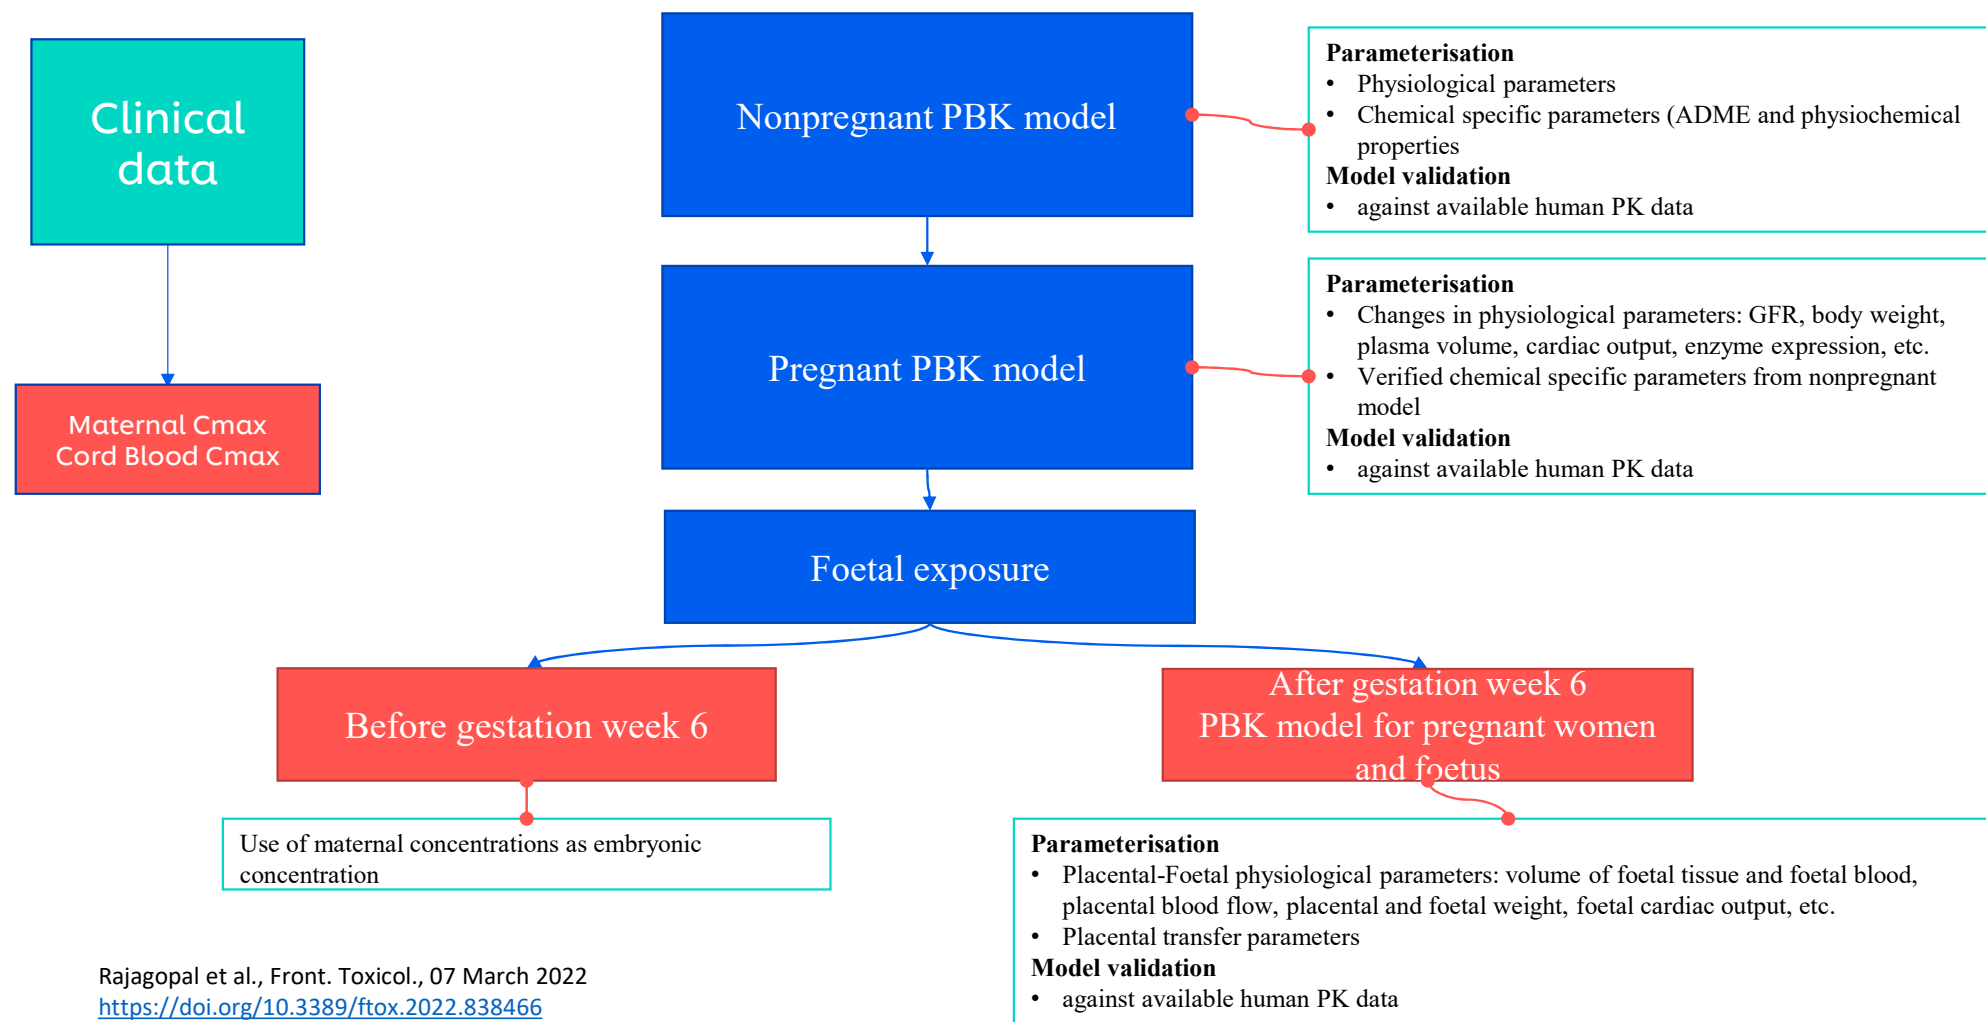 Clinical
data
Maternal Cmax
Cord Blood Cmax
Nonpregnant PBK model
Parameterisation
• Physiological parameters
• Chemical specific parameters (ADME and physiochemical
properties
Model validation
• against available human PK data
Pregnant PBK model
Parameterisation
• Changes in physiological parameters: GFR, body weight,
plasma volume, cardiac output, enzyme expression, etc.
• Verified chemical specific parameters from nonpregnant
model
Model validation
• against available human PK data
Foetal exposure
Before gestation week 6
Use of maternal concentrations as embryonic
concentration
After gestation week 6
PBK model for pregnant women
and foetus
Parameterisation
• Placental-Foetal physiological parameters: volume of foetal tissue and foetal blood,
placental blood flow, placental and foetal weight, foetal cardiac output, etc.
• Placental transfer parameters
Model validation
• against available human PK data
Rajagopal et al., Front. Toxicol., 07 March 2022
https://doi.org/10.3389/ftox.2022.838466